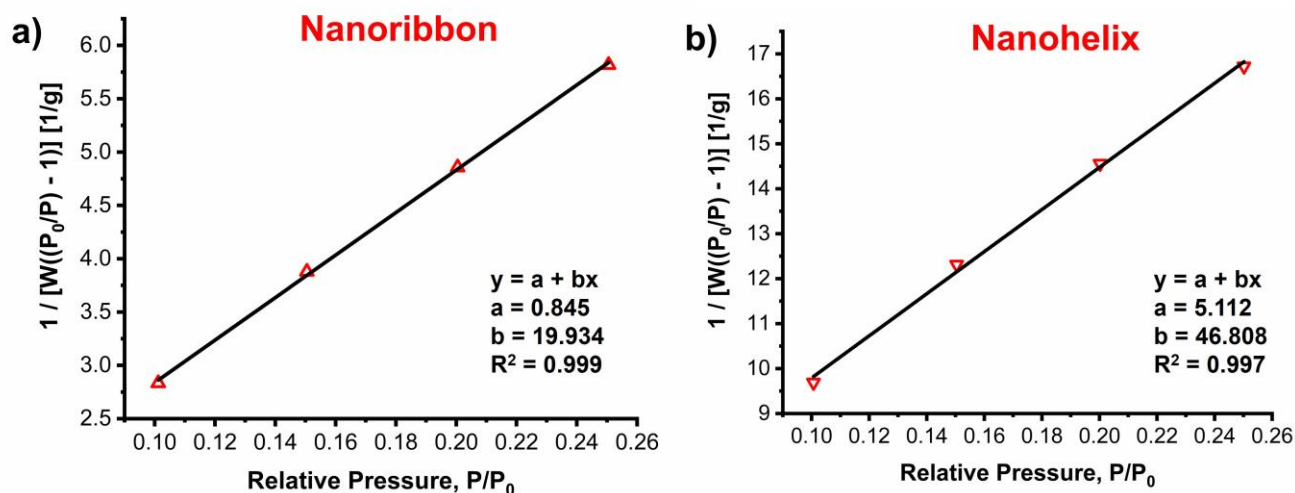 a)
Nanoribbon
1 / [W((P₀/P) - 1)] [1/g]
6.0
5.5
5.0
4.5
4.0
3.5
3.0
2.5
y = a + bx
a = 0.845
b = 19.934
R² = 0.999
0.10 0.12 0.14 0.16 0.18 0.20 0.22 0.24 0.26
Relative Pressure, P/P₀
b)
Nanohelix
1 / [W((P₀/P) - 1)] [1/g]
17
16
15
14
13
12
11
10
9
y = a + bx
a = 5.112
b = 46.808
R² = 0.997
0.10 0.12 0.14 0.16 0.18 0.20 0.22 0.24 0.26
Relative Pressure, P/P₀